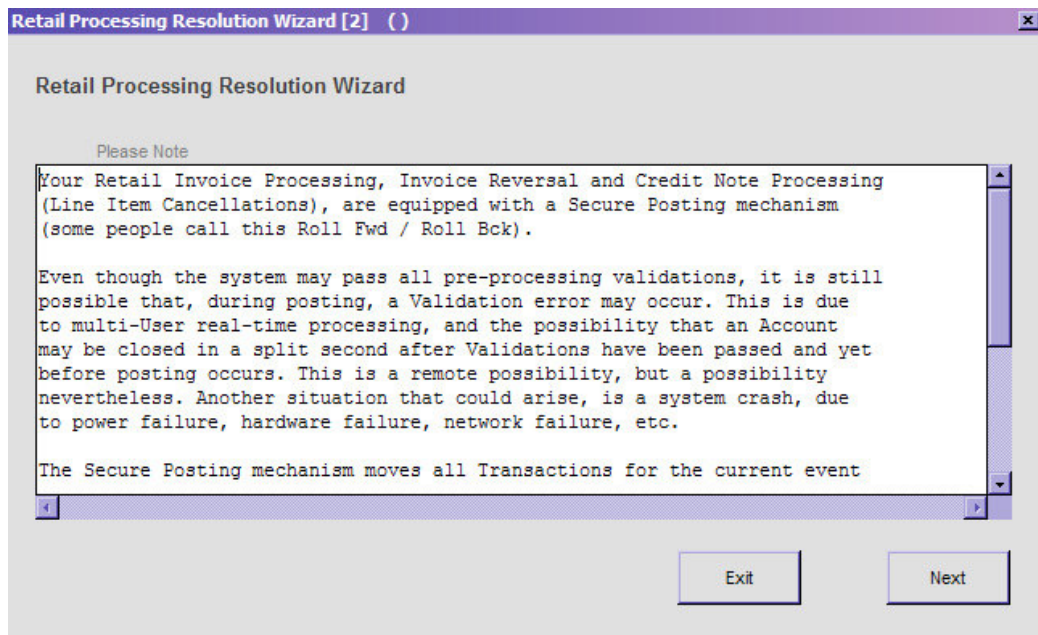 Retail Processing Resolution Wizard [2] ( )
Retail Processing Resolution Wizard
Please Note
Your Retail Invoice Processing, Invoice Reversal and Credit Note Processing
(Line Item Cancellations), are equipped with a Secure Posting mechanism
(some people call this Roll Fwd / Roll Bck).
Even though the system may pass all pre-processing validations, it is still
possible that, during posting, a Validation error may occur. This is due
to multi-User real-time processing, and the possibility that an Account
may be closed in a split second after Validations have been passed and yet
before posting occurs. This is a remote possibility, but a possibility
nevertheless. Another situation that could arise, is a system crash, due
to power failure, hardware failure, network failure, etc.
The Secure Posting mechanism moves all Transactions for the current event
Exit Next